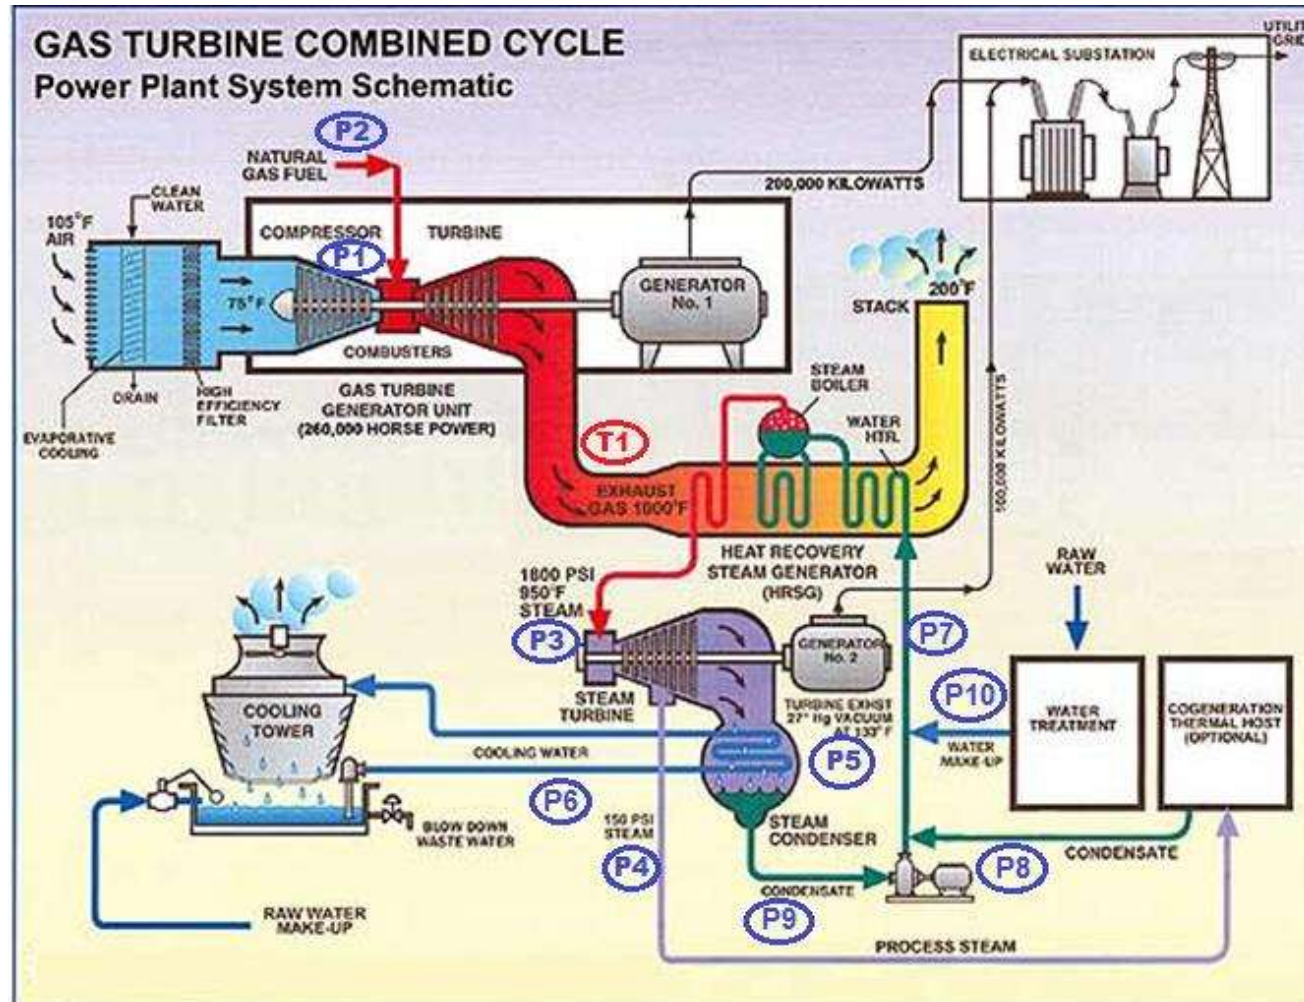 GAS TURBINE COMBINED CYCLE
Power Plant System Schematic
P2
NATURAL
GAS FUEL
CLEAN
WATER
105°F
AIR
COMPRESSOR
TURBINE
P1
75°F
COMBUSTERS
GENERATOR
No. 1
200,000 KILOWATTS
ELECTRICAL SUBSTATION
STACK
200°F
DRAIN
HIGH
EFFICIENCY
FILTER
EVAPORATIVE
COOLING
GAS TURBINE
GENERATOR UNIT
(260,000 HORSE POWER)
T1
STEAM
BOILER
WATER
EXHAUST
GAS 1000°F
HEAT RECOVERY
STEAM GENERATOR
(HRSG)
KILOWATTS
RAW
WATER
1800 PSI
950°F
STEAM
P3
STEAM
TURBINE
GENERATOR
No. 2
TURBINE EXHST
27" Hg VACUUM
AT 133°F
P7
P10
WATER
MAKE-UP
WATER
TREATMENT
COGENERATION
THERMAL HOST
(OPTIONAL)
COOLING
TOWER
COOLING WATER
P5
P6
BLOW DOWN
WASTE WATER
150 PSI
STEAM
P4
STEAM
CONDENSER
P8
CONDENSATE
CONDENSATE
P9
RAW WATER
MAKE-UP
PROCESS STEAM